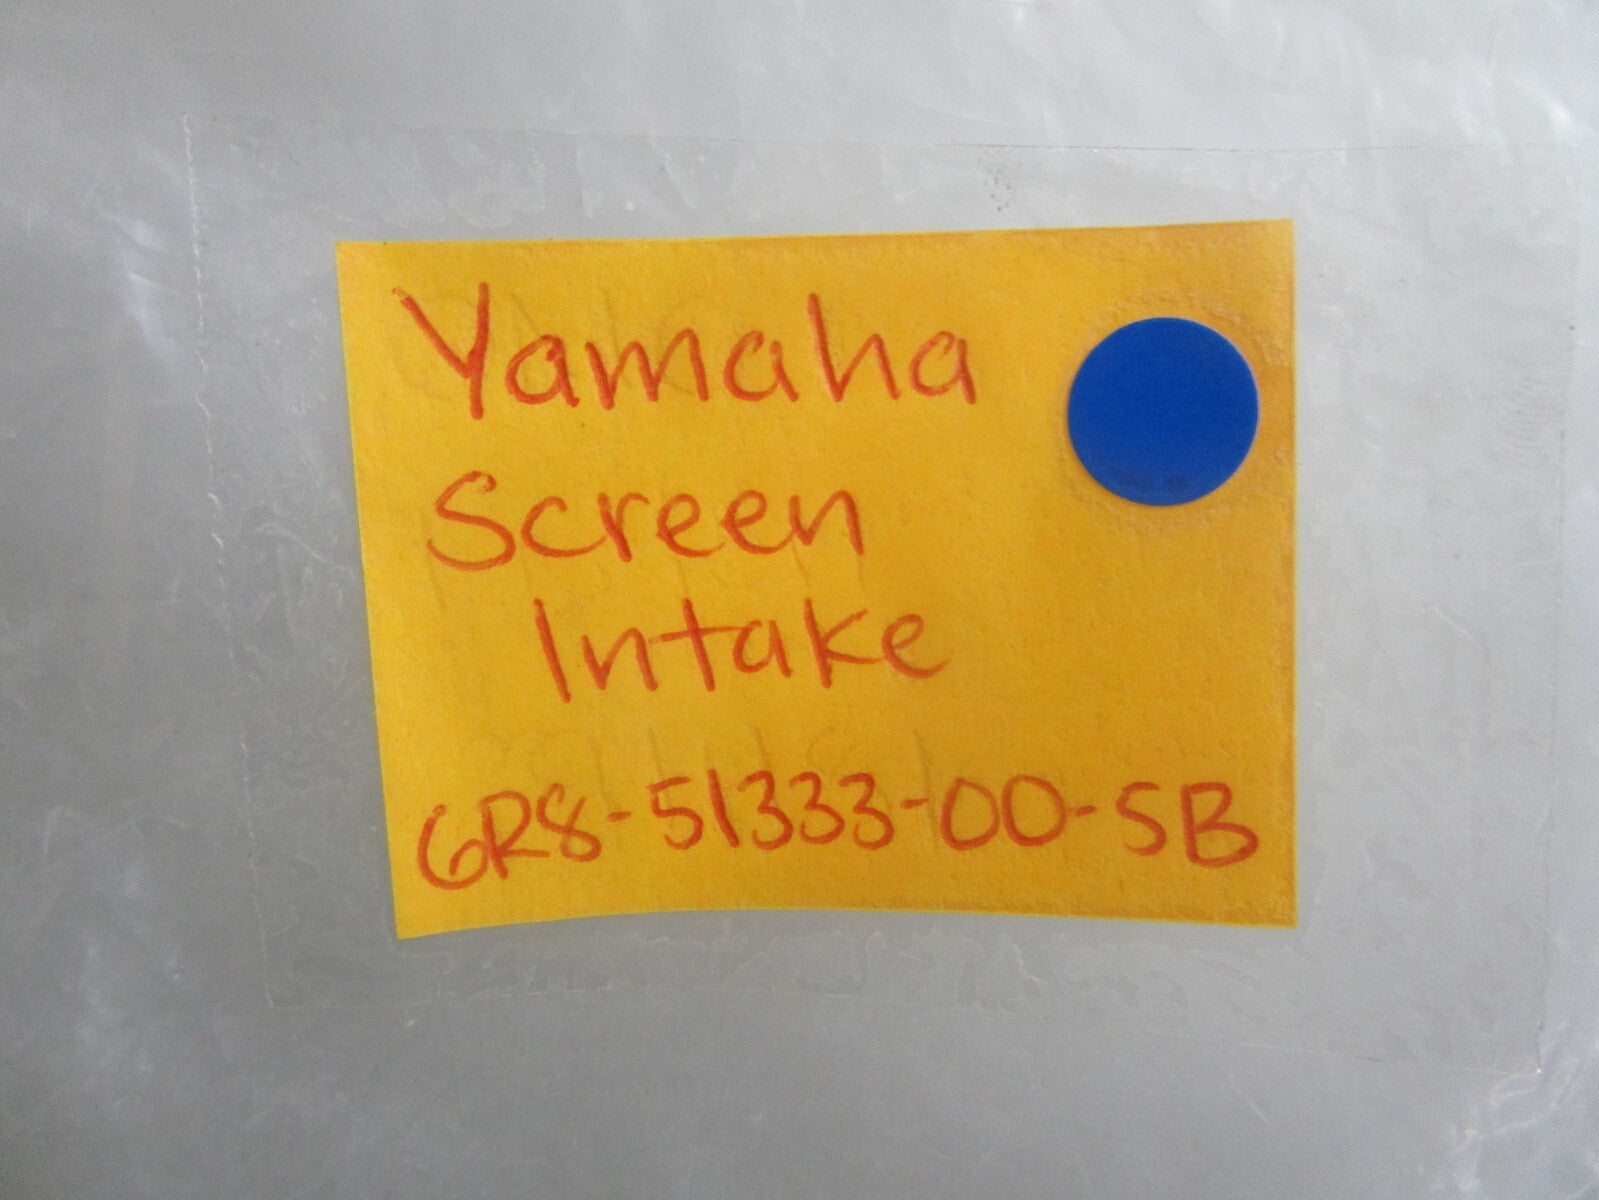 Yamaha
Screen
Intake
6R8-51333-00-5B